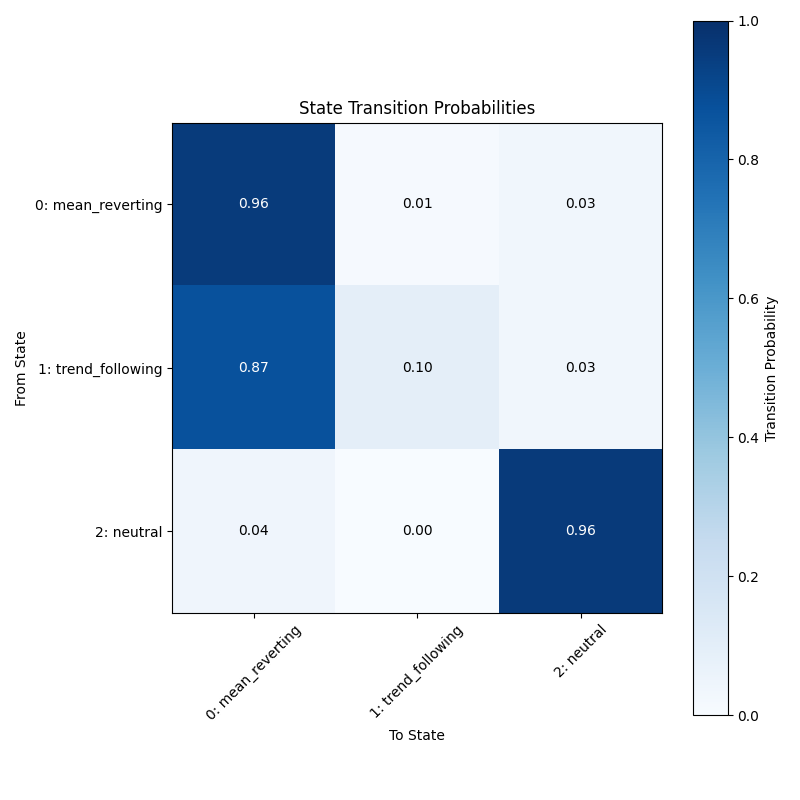 State Transition Probabilities
From State
0: mean_reverting
0.96
0.01
0.03
1: trend_following
0.87
0.10
0.03
2: neutral
0.04
0.00
0.96
0: mean_reverting
1: trend_following
2: neutral
To State
1.0
0.8
0.6
0.4
0.2
0.0
Transition Probability